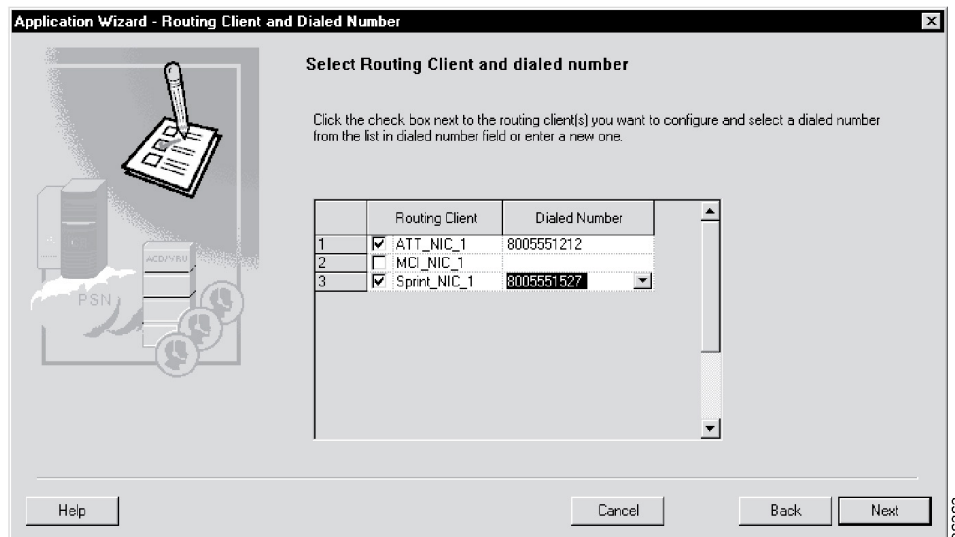 Application Wizard - Routing Client and Dialed Number
Select Routing Client and dialed number
Click the check box next to the routing client(s) you want to configure and select a dialed number
from the list in dialed number field or enter a new one.
Routing Client Dialed Number
1 ATT_NIC_1 8005551212
2 MCI_NIC_1
3 Sprint_NIC_1 8005551527
ACD/VRU
PSN
Help Cancel Back Next